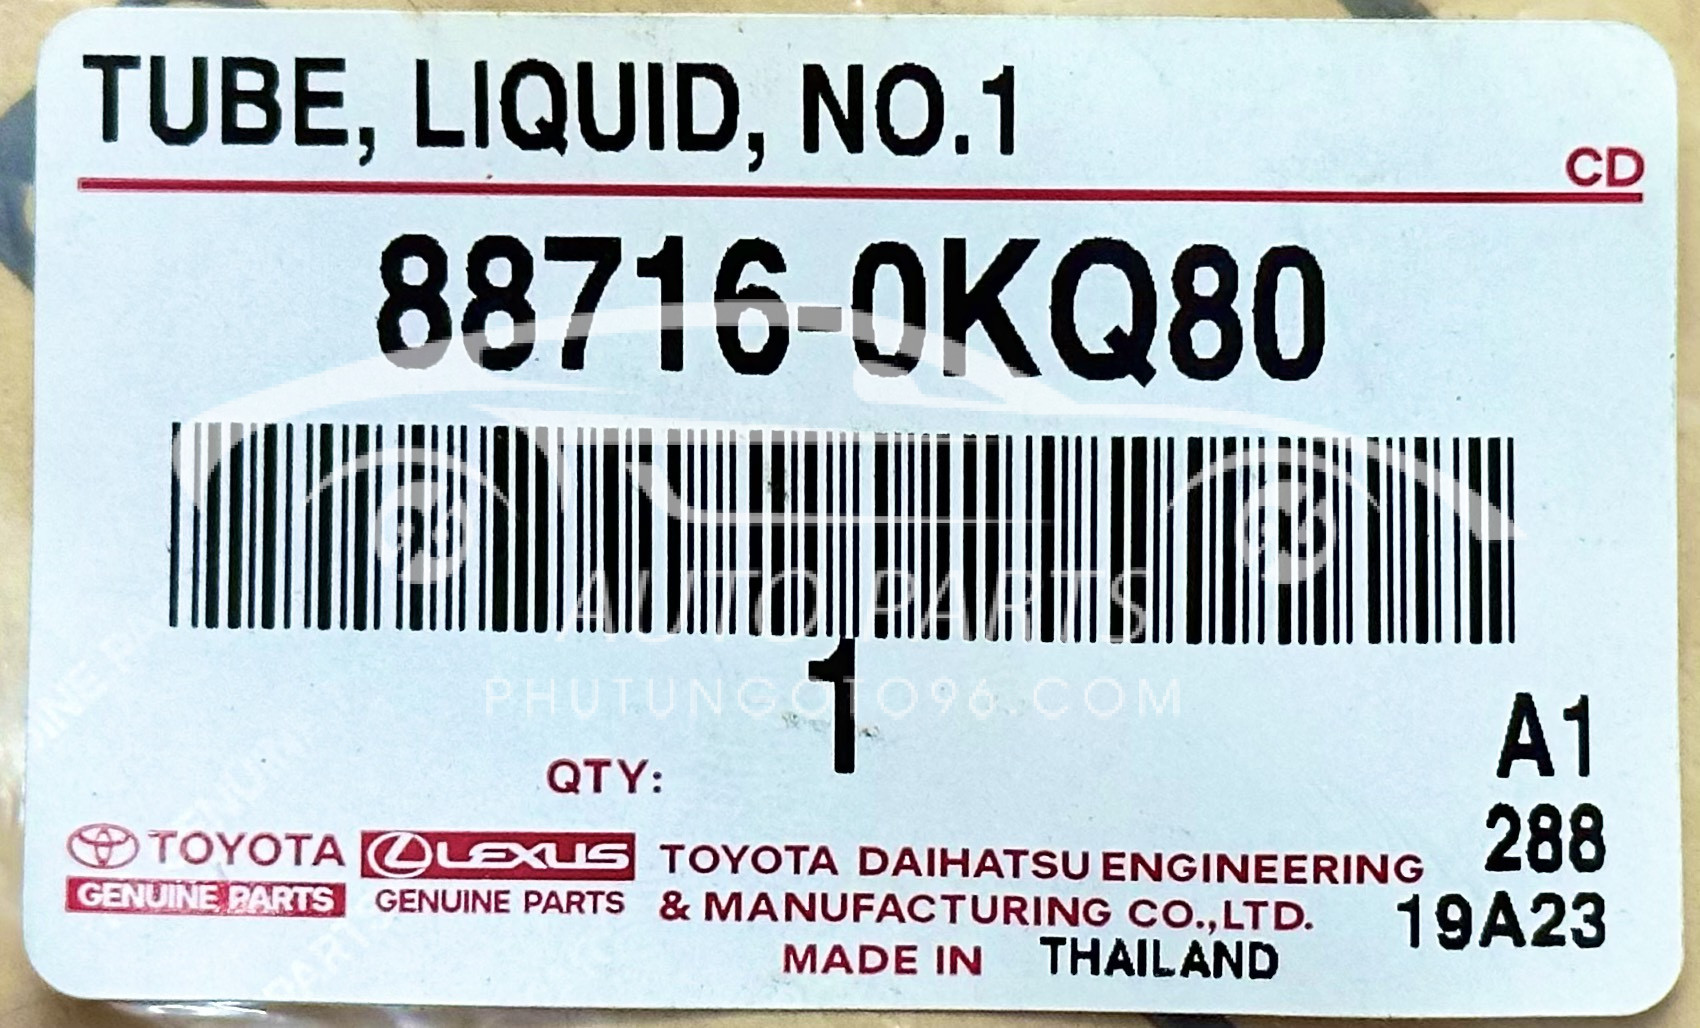 TUBE, LIQUID, NO.1
CD
88716-0KQ80
AUTO PARTS
1
PHUTUNGOTO96.COM
QTY:
A1
288
19A23
TOYOTA
GENUINE PARTS
LEXUS
GENUINE PARTS
TOYOTA DAIHATSU ENGINEERING
& MANUFACTURING CO.,LTD.
MADE IN THAILAND